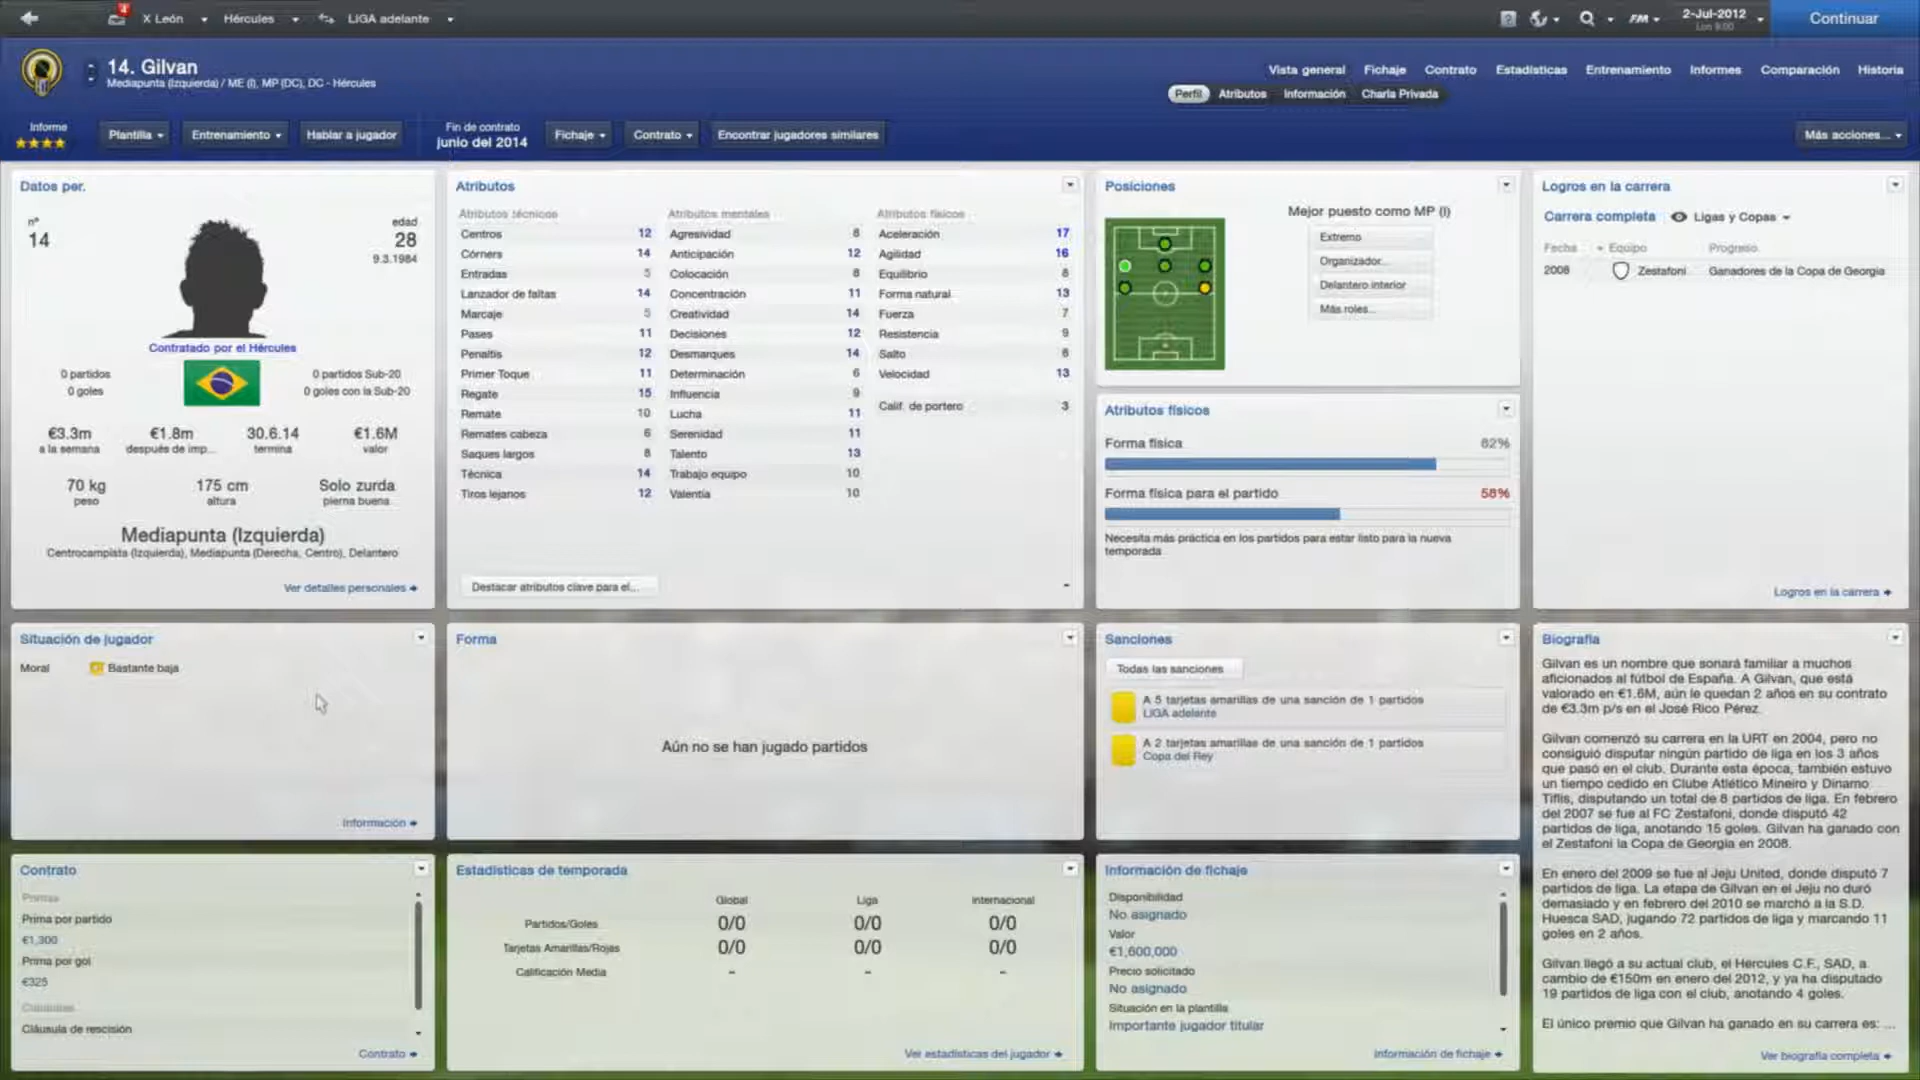 4 X León Hércules LIGA adelante FM 2-Jul-2012 Continuar
Lun 9:00
14. Gilvan
Mediapunta (Izquierda) / ME (I), MP (DC), DC - Hércules
Vista general Fichaje Contrato Estadísticas Entrenamiento Informes Comparación Historia
Perfil Atributos Información Charla Privada
Informe
Plantilla Entrenamiento Hablar a jugador
Fin de contrato
junio del 2014
Fichaje Contrato Encontrar jugadores similares Más acciones...
Datos per.
nº
14
edad
28
9.3.1984
Contratado por el Hércules
0 partidos
0 goles
0 partidos Sub-20
0 goles con la Sub-20
€3.3m €1.8m 30.6.14 €1.6M
a la semana después de imp... termina valor
70 kg 175 cm Solo zurda
peso altura pierna buena
Mediapunta (Izquierda)
Centrocampista (Izquierda), Mediapunta (Derecha, Centro), Delantero
Ver detalles personales
Atributos
Atributos técnicos Atributos mentales Atributos físicos
Centros 12 Agresividad 8 Aceleración 17
Córners 14 Anticipación 12 Agilidad 16
Entradas 5 Colocación 8 Equilibrio 8
Lanzador de faltas 14 Concentración 11 Forma natural 13
Marcaje 5 Creatividad 14 Fuerza 7
Pases 11 Decisiones 12 Resistencia 9
Penaltis 12 Desmarques 14 Salto 6
Primer Toque 11 Determinación 6 Velocidad 13
Regate 15 Influencia 9
Calif. de portero 3
Remate 10 Lucha 11
Remates cabeza 6 Serenidad 11
Saques largos 8 Talento 13
Técnica 14 Trabajo equipo 10
Tiros lejanos 12 Valentía 10
Destacar atributos clave para el...
Posiciones
Mejor puesto como MP (I)
Extremo
Organizador...
Delantero interior
Más roles...
Atributos físicos
Forma física 82%
Forma física para el partido 58%
Necesita más práctica en los partidos para estar listo para la nueva
temporada
Logros en la carrera
Carrera completa Ligas y Copas
Fecha Equipo Progreso
2008 Zestafoni Ganadores de la Copa de Georgia
Logros en la carrera
Situación de jugador
Moral Bastante baja
Información
Forma
Aún no se han jugado partidos
Sanciones
Todas las sanciones
A 5 tarjetas amarillas de una sanción de 1 partidos
LIGA adelante
A 2 tarjetas amarillas de una sanción de 1 partidos
Copa del Rey
Biografía
Gilvan es un nombre que sonará familiar a muchos
aficionados al fútbol de España. A Gilvan, que está
valorado en €1.6M, aún le quedan 2 años en su contrato
de €3.3m p/s en el José Rico Pérez.
Gilvan comenzó su carrera en la URT en 2004, pero no
consiguió disputar ningún partido de liga en los 3 años
que pasó en el club. Durante esta época, también estuvo
un tiempo cedido en Clube Atlético Mineiro y Dinamo
Tiflis, disputando un total de 8 partidos de liga. En febrero
del 2007 se fue al FC Zestafoni, donde disputó 42
partidos de liga, anotando 15 goles. Gilvan ha ganado con
el Zestafoni la Copa de Georgia en 2008.
En enero del 2009 se fue al Jeju United, donde disputó 7
partidos de liga. La etapa de Gilvan en el Jeju no duró
demasiado y en febrero del 2010 se marchó a la S.D.
Huesca SAD, jugando 72 partidos de liga y marcando 11
goles en 2 años.
Gilvan llegó a su actual club, el Hércules C.F., SAD, a
cambio de €150m en enero del 2012, y ya ha disputado
19 partidos de liga con el club, anotando 4 goles.
El único premio que Gilvan ha ganado en su carrera es: ...
Ver biografía completa
Contrato
Primas
Prima por partido
€1,300
Prima por gol
€325
Cláusulas
Cláusula de rescisión
Contrato
Estadísticas de temporada
Global Liga Internacional
Partidos/Goles 0/0 0/0 0/0
Tarjetas Amarillas/Rojas 0/0 0/0 0/0
Calificación Media - - -
Ver estadísticas del jugador
Información de fichaje
Disponibilidad
No asignado
Valor
€1,600,000
Precio solicitado
No asignado
Situación en la plantilla
Importante jugador titular
Información de fichaje